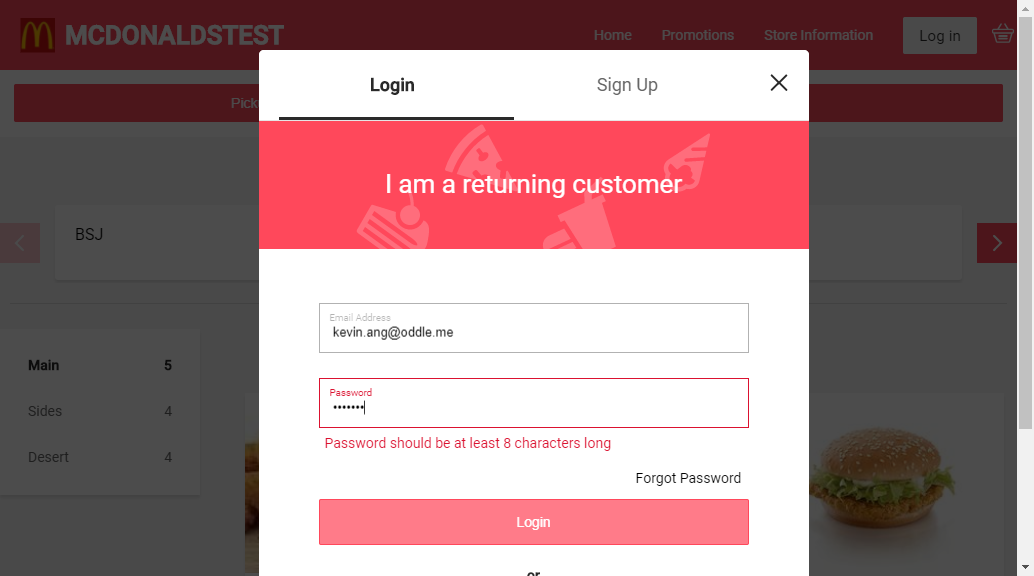 MCDONALDSTEST
Home Promotions Store Information Log in
Login Sign Up
I am a returning customer
BSJ
Email Address
kevin.ang@oddle.me
Main 5
Password
•••••••
Sides 4
Password should be at least 8 characters long
Desert 4
Forgot Password
Login
or